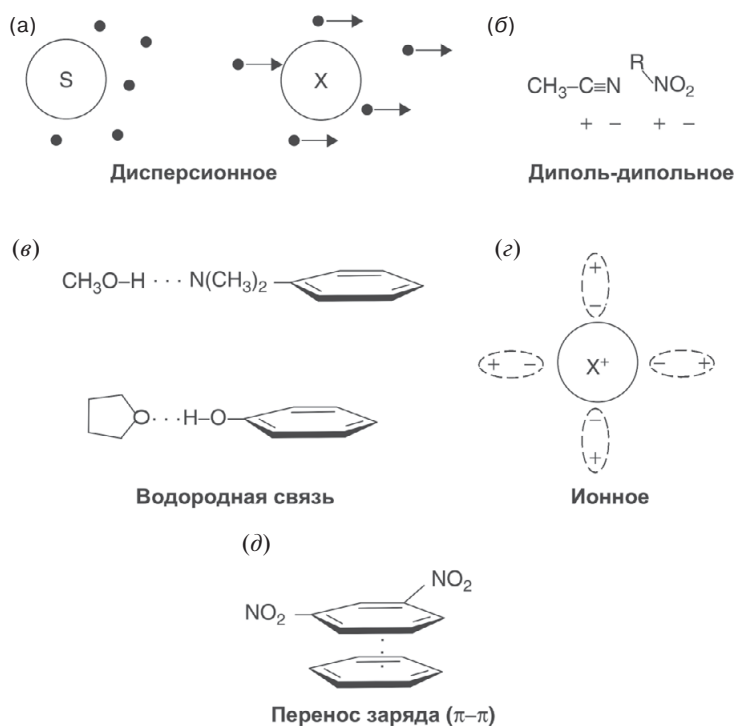 (а)
S
X
Дисперсионное
(б)
R
CH₃–C≡N NO₂
+ − + −
Диполь-дипольное
(в)
CH₃O–H · · · N(CH₃)₂
O · · · H–O
Водородная связь
(г)
+
−
+ − X⁺ − +
−
+
Ионное
(д)
NO₂
NO₂
Перенос заряда (π–π)